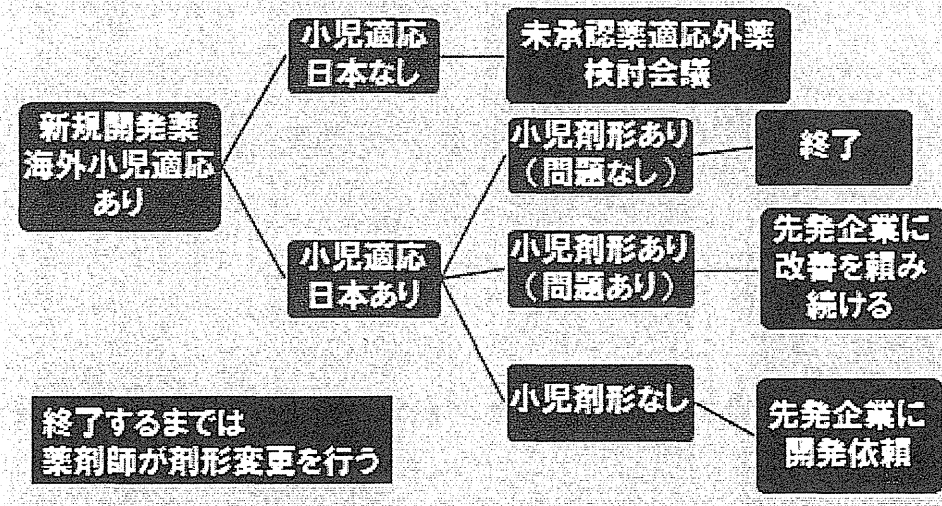 小児適応
日本なし
未承認薬適応外薬
検討会議
新規開発薬
海外小児適応
あり
小児剤形あり
（問題なし）
終了
小児適応
日本あり
小児剤形あり
（問題あり）
先発企業に
改善を頼み
続ける
小児剤形なし
先発企業に
開発依頼
終了するまでは
薬剤師が剤形変更を行う